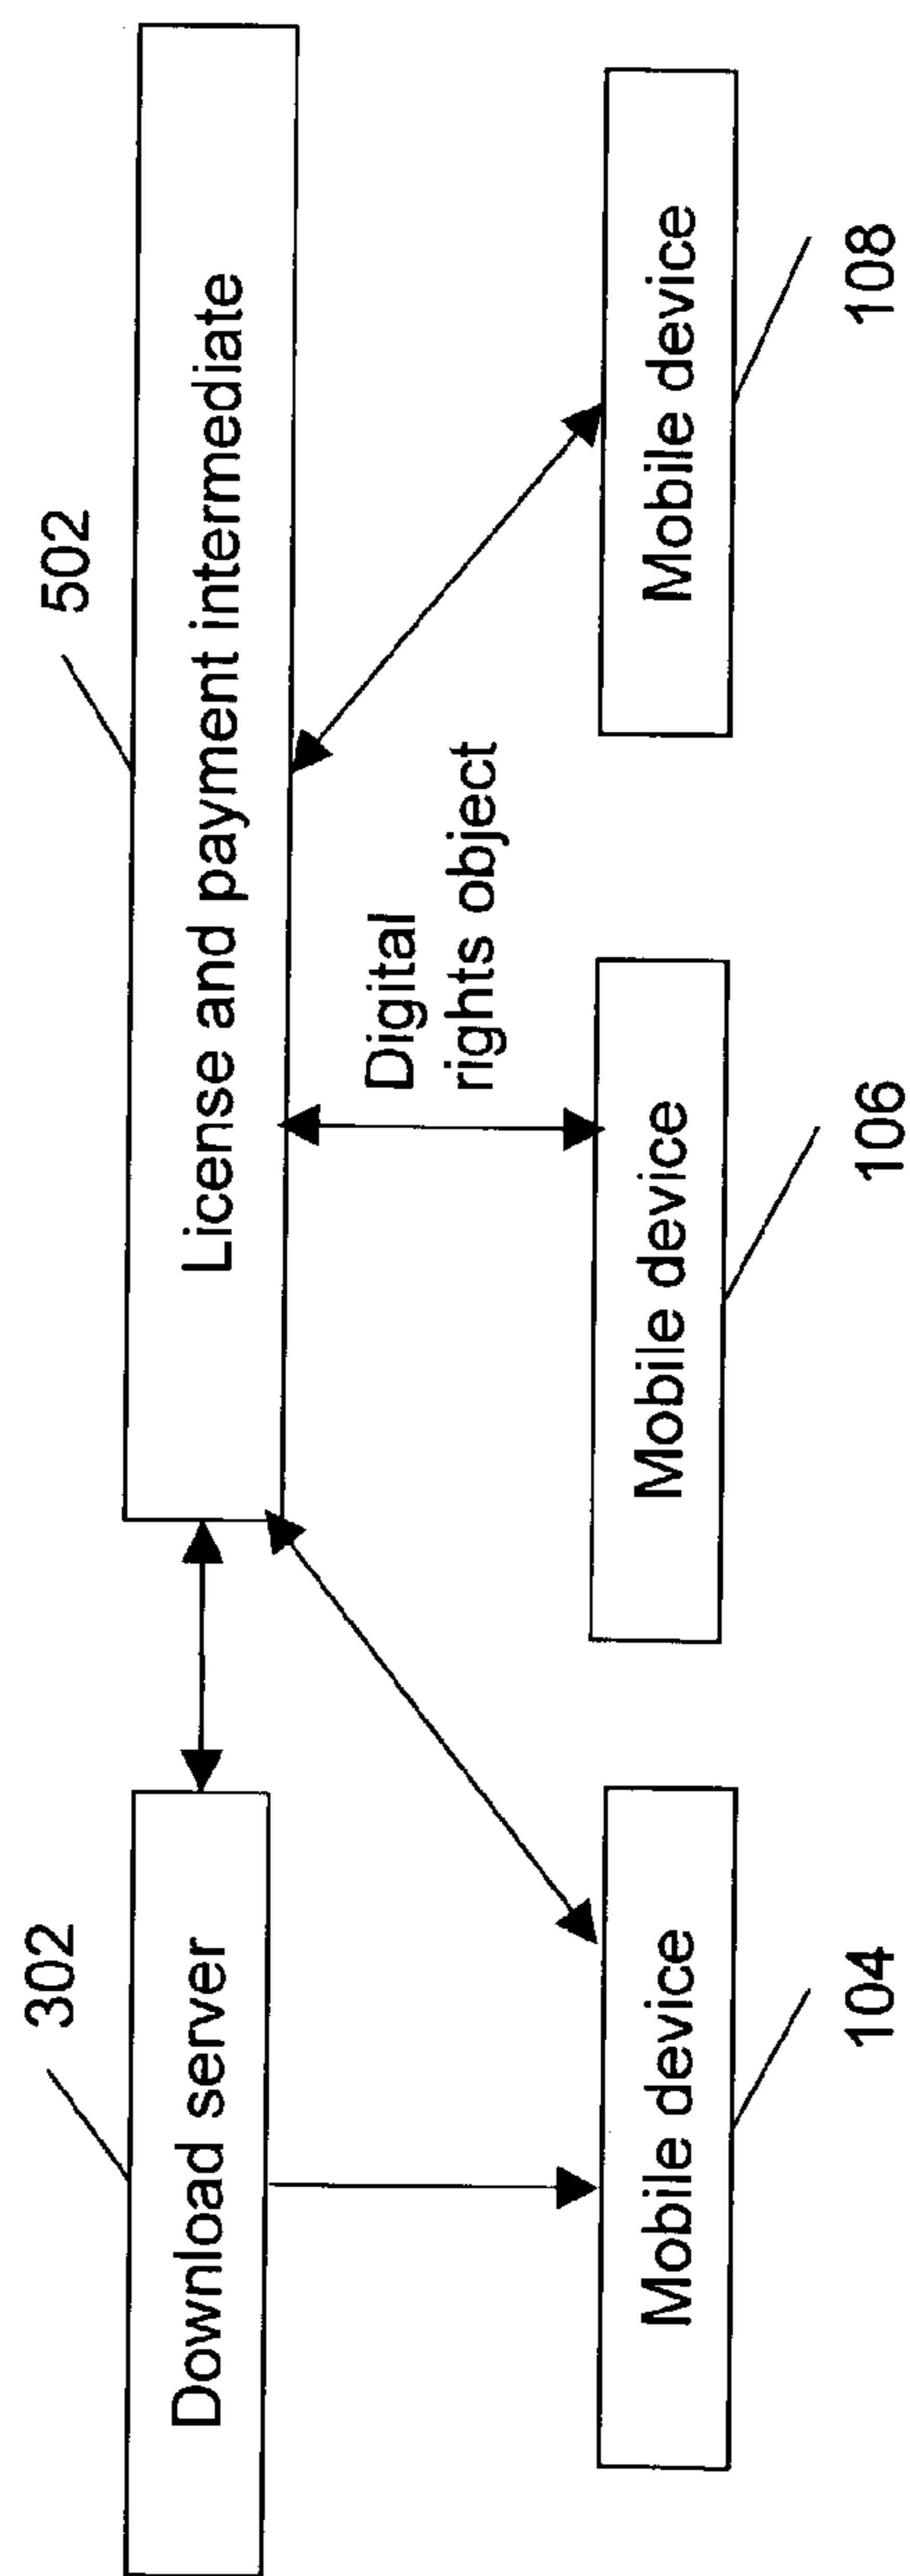 302
502
Download server
License and payment intermediate
Digital
rights object
Mobile device
Mobile device
Mobile device
104
106
108